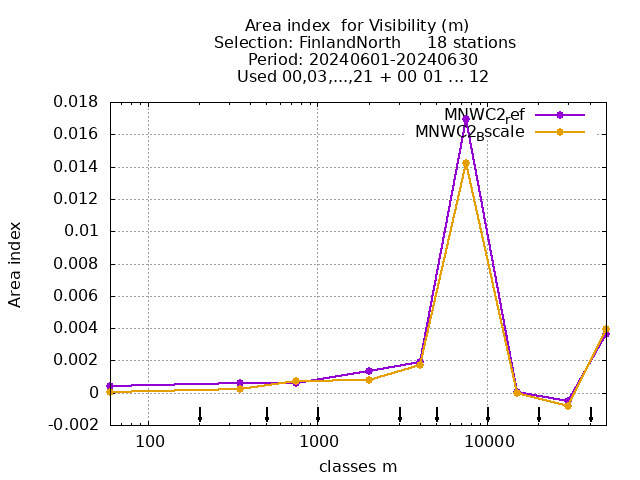 Area index  for Visibility (m)
Selection: FinlandNorth     18 stations
Period: 20240601-20240630
Used 00,03,...,21 + 00 01 ... 12
MNWC2ref
MNWC2Bscale
0.018
0.016
0.014
0.012
0.01
0.008
0.006
0.004
0.002
0
-0.002
Area index
100
1000
10000
classes m